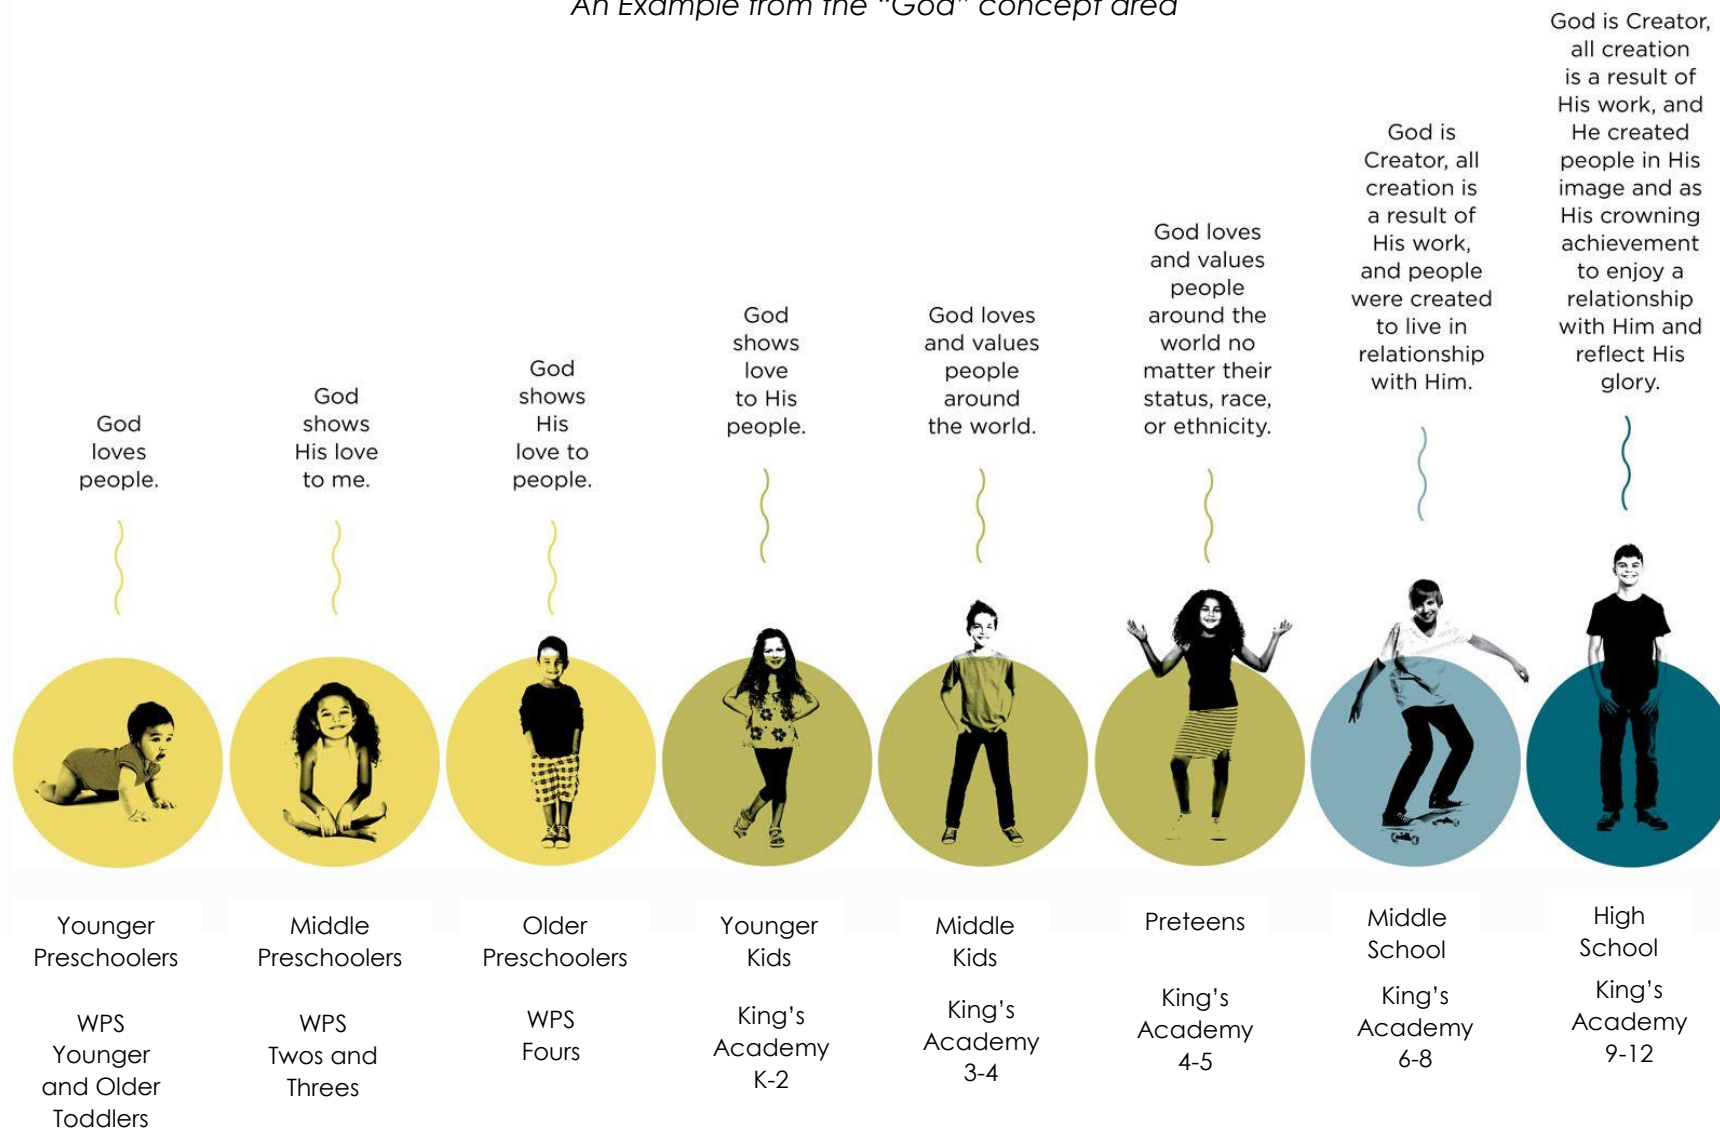 An Example from the “God” concept area
God
loves
people.
God
shows
His love
to me.
God
shows
His
love to
people.
God
shows
love
to His
people.
God loves
and values
people
around
the world.
God loves
and values
people
around the
world no
matter their
status, race,
or ethnicity.
God is
Creator, all
creation is
a result of
His work,
and people
were created
to live in
relationship
with Him.
God is Creator,
all creation
is a result of
His work, and
He created
people in His
image and as
His crowning
achievement
to enjoy a
relationship
with Him and
reflect His
glory.
Younger
Preschoolers
WPS
Younger
and Older
Toddlers
Middle
Preschoolers
WPS
Twos and
Threes
Older
Preschoolers
WPS
Fours
Younger
Kids
King’s
Academy
K-2
Middle
Kids
King’s
Academy
3-4
Preteens
King’s
Academy
4-5
Middle
School
King’s
Academy
6-8
High
School
King’s
Academy
9-12